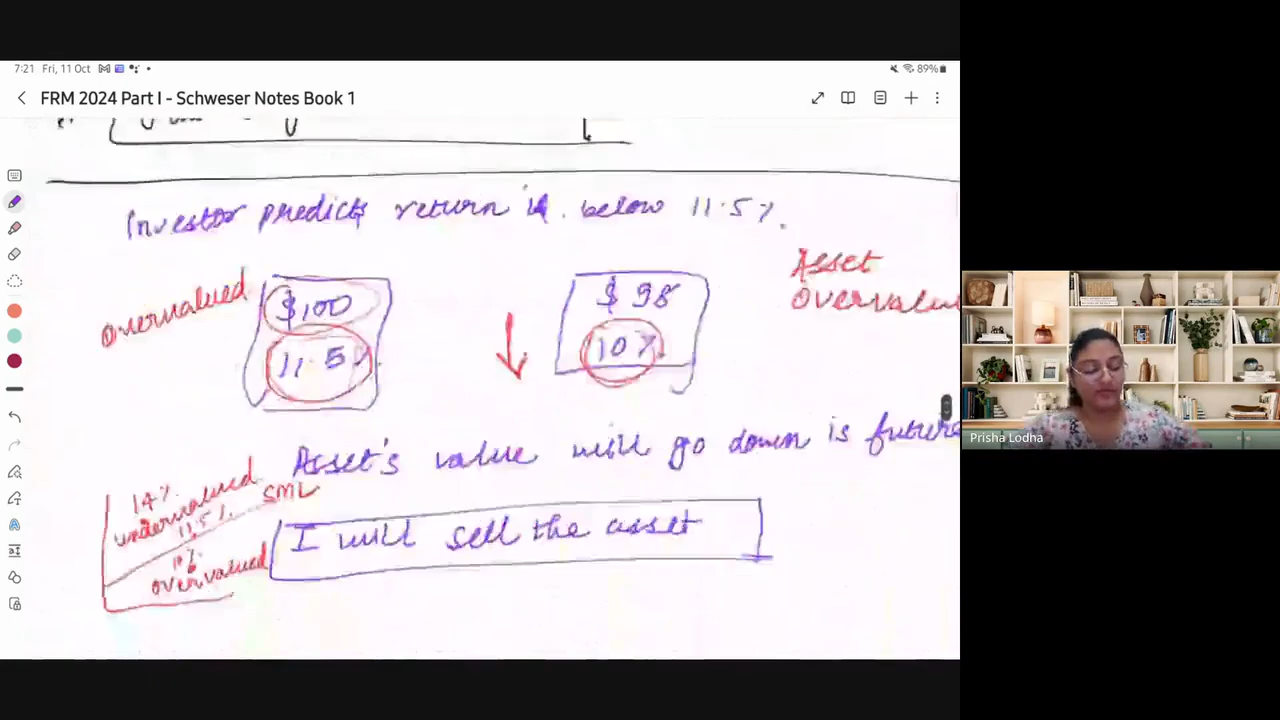 7:21 Fri, 11 Oct
89%
FRM 2024 Part I - Schweser Notes Book 1
Investor predicts return is below 11.5%.
Asset
Overvalue
Overvalued
$100
$98
11.5%
10%
Asset's value will go down is future
14%
undervalued
SML
11.5%
10%
overvalued
I will sell the asset
Prisha Lodha